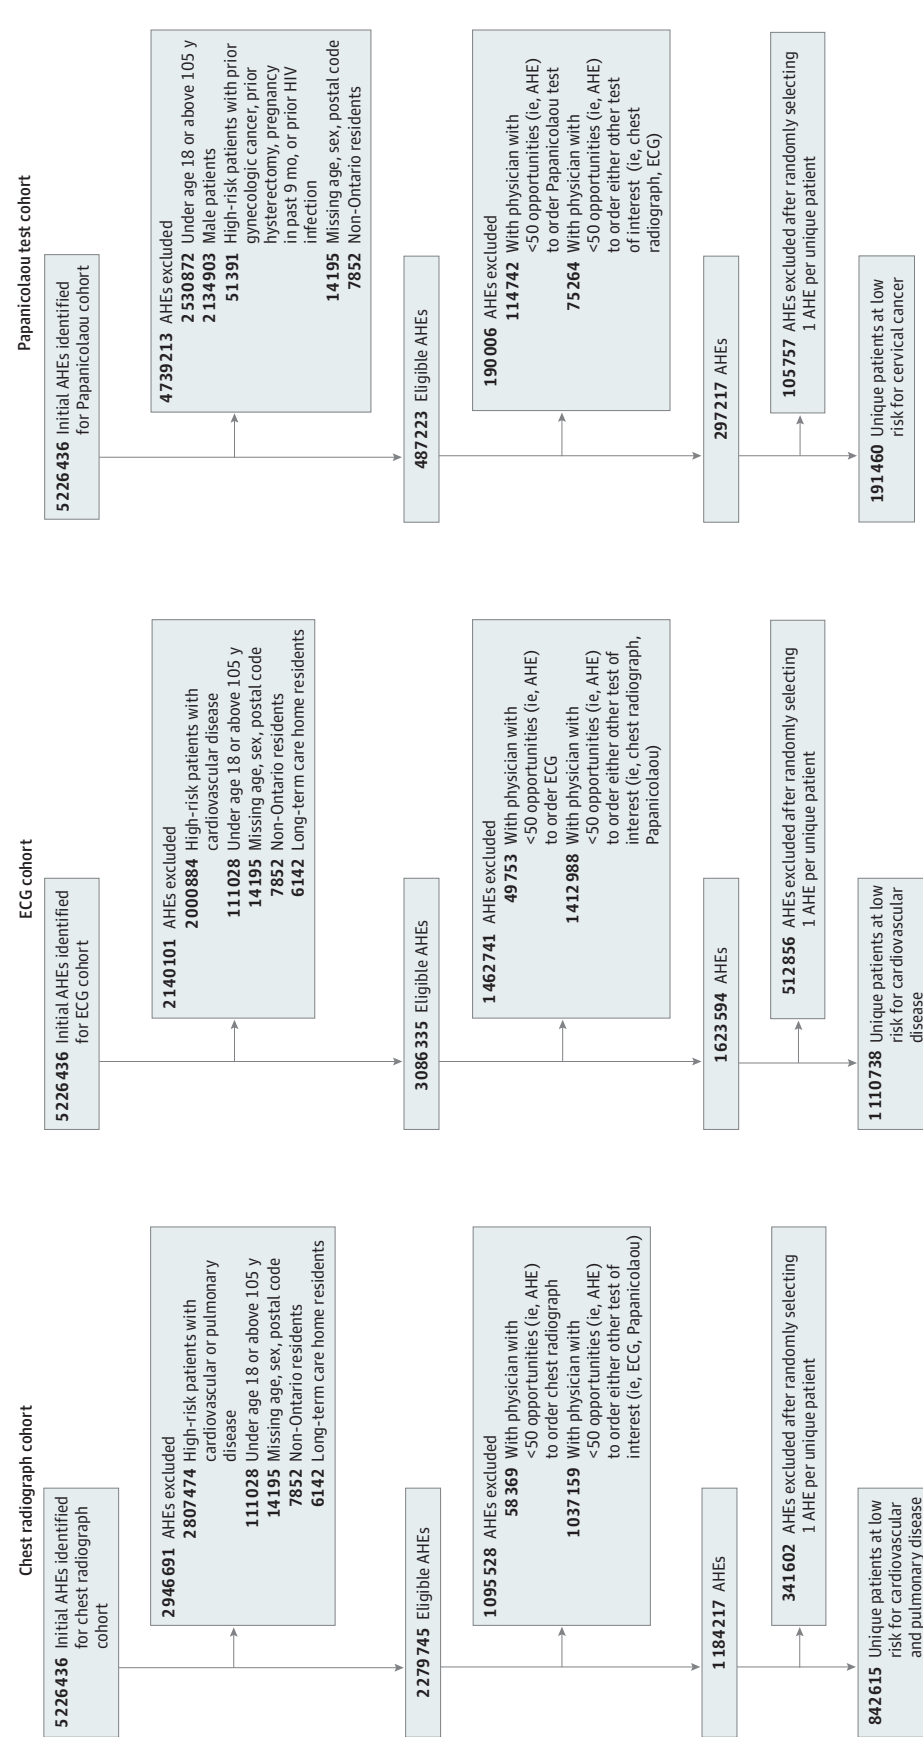 Chest radiograph cohort
5226436 Initial AHEs identified
for chest radiograph
cohort
2946691 AHEs excluded
2807474 High-risk patients with
cardiovascular or pulmonary
disease
111028 Under age 18 or above 105 y
14195 Missing age, sex, postal code
7852 Non-Ontario residents
6142 Long-term care home residents
2279745 Eligible AHEs
1095528 AHEs excluded
58369 With physician with
<50 opportunities (ie, AHE)
to order chest radiograph
1037159 With physician with
<50 opportunities (ie, AHE)
to order either other test of
interest (ie, ECG, Papanicolaou)
1184217 AHEs
341602 AHEs excluded after randomly selecting
1 AHE per unique patient
842615 Unique patients at low
risk for cardiovascular
and pulmonary disease
ECG cohort
5226436 Initial AHEs identified
for ECG cohort
2140101 AHEs excluded
2000884 High-risk patients with
cardiovascular disease
111028 Under age 18 or above 105 y
14195 Missing age, sex, postal code
7852 Non-Ontario residents
6142 Long-term care home residents
3086335 Eligible AHEs
1462741 AHEs excluded
49753 With physician with
<50 opportunities (ie, AHE)
to order ECG
1412988 With physician with
<50 opportunities (ie, AHE)
to order either other test of
interest (ie, chest radiograph,
Papanicolaou)
1623594 AHEs
512856 AHEs excluded after randomly selecting
1 AHE per unique patient
1110738 Unique patients at low
risk for cardiovascular
disease
Papanicolaou test cohort
5226436 Initial AHEs identified
for Papanicolaou cohort
4739213 AHEs excluded
2530872 Under age 18 or above 105 y
2134903 Male patients
51391 High-risk patients with prior
gynecologic cancer, prior
hysterectomy, pregnancy
in past 9 mo, or prior HIV
infection
14195 Missing age, sex, postal code
7852 Non-Ontario residents
487223 Eligible AHEs
190006 AHEs excluded
114742 With physician with
<50 opportunities (ie, AHE)
to order Papanicolaou test
75264 With physician with
<50 opportunities (ie, AHE)
to order either other test
of interest (ie, chest
radiograph, ECG)
297217 AHEs
105757 AHEs excluded after randomly selecting
1 AHE per unique patient
191460 Unique patients at low
risk for cervical cancer